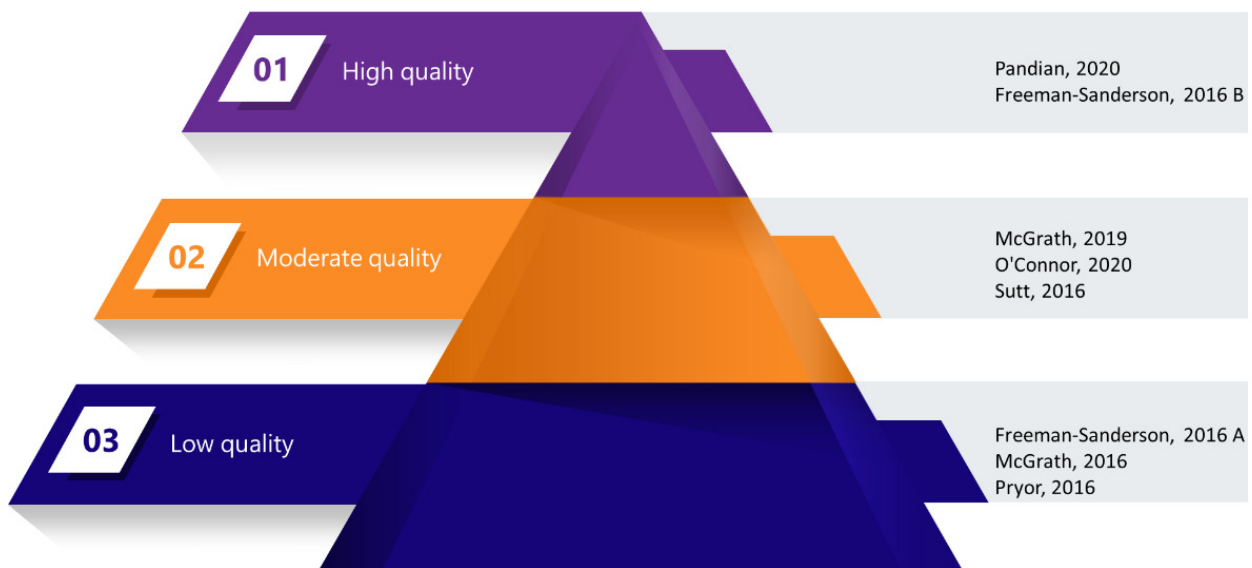 01
High quality
Pandian, 2020
Freeman-Sanderson, 2016 B
02
Moderate quality
McGrath, 2019
O'Connor, 2020
Sutt, 2016
03
Low quality
Freeman-Sanderson, 2016 A
McGrath, 2016
Pryor, 2016